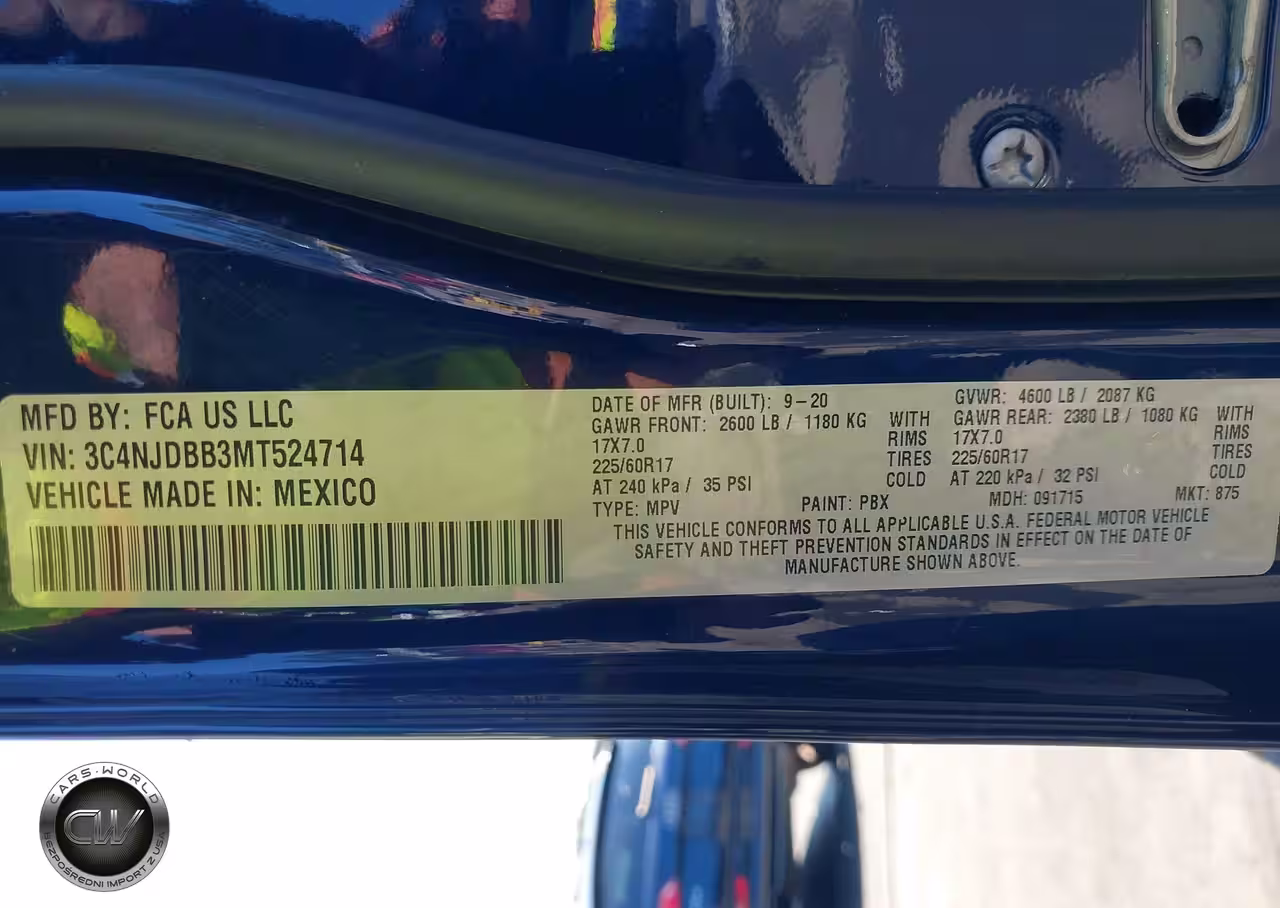 MFD BY: FCA US LLC
VIN: 3C4NJDBB3MT524714
VEHICLE MADE IN: MEXICO
DATE OF MFR (BUILT): 9-20
GVWR: 4600 LB / 2087 KG
GAWR FRONT: 2600 LB / 1180 KG WITH
GAWR REAR: 2380 LB / 1080 KG WITH
17X7.0 RIMS
17X7.0 RIMS
225/60R17 TIRES
225/60R17 TIRES
AT 240 kPa / 35 PSI COLD
AT 220 kPa / 32 PSI COLD
TYPE: MPV PAINT: PBX MDH: 091715 MKT: 875
THIS VEHICLE CONFORMS TO ALL APPLICABLE U.S.A. FEDERAL MOTOR VEHICLE
SAFETY AND THEFT PREVENTION STANDARDS IN EFFECT ON THE DATE OF
MANUFACTURE SHOWN ABOVE.
CARS-WORLD
CW
BEZPOŚREDNI IMPORT Z USA